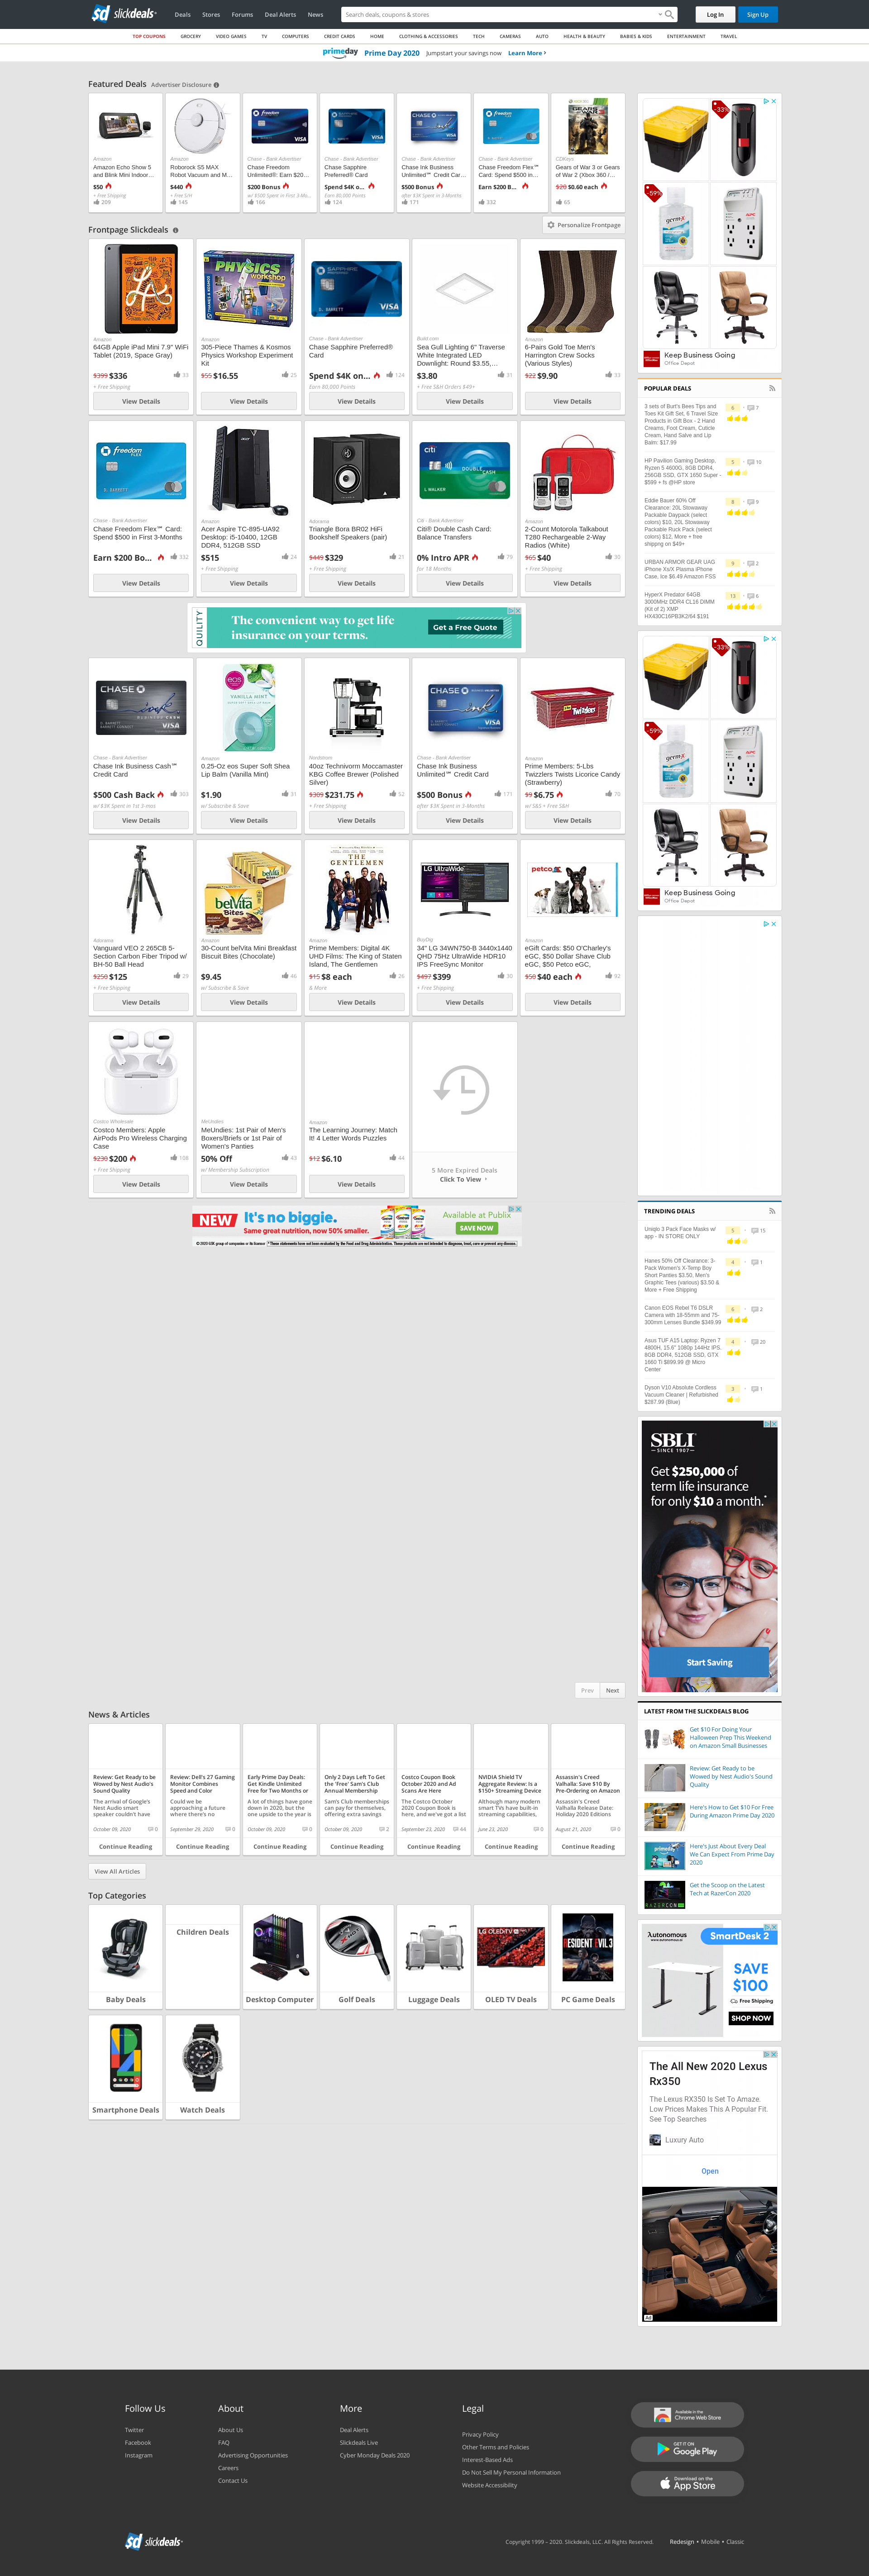 slickdeals
Deals
Stores
Forums
Deal Alerts
News
Search deals, coupons & stores
Log In
Sign Up
TOP COUPONS
GROCERY
VIDEO GAMES
TV
COMPUTERS
CREDIT CARDS
HOME
CLOTHING & ACCESSORIES
TECH
CAMERAS
AUTO
HEALTH & BEAUTY
BABIES & KIDS
ENTERTAINMENT
TRAVEL
primeday
Prime Day 2020
Jumpstart your savings now
Learn More
Featured Deals
Advertiser Disclosure
Amazon
Amazon Echo Show 5
and Blink Mini Indoor…
$50
+ Free Shipping
209
Amazon
Roborock S5 MAX
Robot Vacuum and M…
$440
+ Free S/H
145
Chase - Bank Advertiser
Chase Freedom
Unlimited®: Earn $20…
$200 Bonus
166
Chase - Bank Advertiser
Chase Sapphire
Preferred® Card
Spend $4K o…
Earn 80,000 Points
124
Chase - Bank Advertiser
Chase Ink Business
Unlimited℠ Credit Car…
$500 Bonus
after $3K Spent in 3-Months
171
Chase - Bank Advertiser
Chase Freedom Flex℠
Card: Spend $500 in…
Earn $200 B…
332
CDKeys
Gears of War 3 or Gears
of War 2 (Xbox 360 /…
$20 $0.60 each
65
Frontpage Slickdeals
Personalize Frontpage
Amazon
64GB Apple iPad Mini 7.9" WiFi
Tablet (2019, Space Gray)
$399 $336
33
+ Free Shipping
View Details
Amazon
305-Piece Thames & Kosmos
Physics Workshop Experiment
Kit
$55 $16.55
25
View Details
Chase - Bank Advertiser
Chase Sapphire Preferred®
Card
Spend $4K on…
124
Earn 80,000 Points
View Details
Build.com
Sea Gull Lighting 6" Traverse
White Integrated LED
Downlight: Round $3.55,…
$3.80
31
+ Free S&H Orders $49+
View Details
Amazon
6-Pairs Gold Toe Men's
Harrington Crew Socks
(Various Styles)
$22 $9.90
33
View Details
Chase - Bank Advertiser
Chase Freedom Flex℠ Card:
Spend $500 in First 3-Months
Earn $200 Bo…
332
View Details
Amazon
Acer Aspire TC-895-UA92
Desktop: i5-10400, 12GB
DDR4, 512GB SSD
$515
24
+ Free Shipping
View Details
Adorama
Triangle Bora BR02 HiFi
Bookshelf Speakers (pair)
$449 $329
21
+ Free Shipping
View Details
Citi - Bank Advertiser
Citi® Double Cash Card:
Balance Transfers
0% Intro APR
79
for 18 Months
View Details
Amazon
2-Count Motorola Talkabout
T280 Rechargeable 2-Way
Radios (White)
$65 $40
30
+ Free Shipping
View Details
QUILITY
The convenient way to get life
insurance on your terms.
Get a Free Quote
Chase - Bank Advertiser
Chase Ink Business Cash℠
Credit Card
$500 Cash Back
303
w/ $3K Spent in 1st 3-mos
View Details
Amazon
0.25-Oz eos Super Soft Shea
Lip Balm (Vanilla Mint)
$1.90
31
w/ Subscribe & Save
View Details
Nordstrom
40oz Technivorm Moccamaster
KBG Coffee Brewer (Polished
Silver)
$309 $231.75
52
+ Free Shipping
View Details
Chase - Bank Advertiser
Chase Ink Business
Unlimited℠ Credit Card
$500 Bonus
171
after $3K Spent in 3-Months
View Details
Amazon
Prime Members: 5-Lbs
Twizzlers Twists Licorice Candy
(Strawberry)
$9 $6.75
70
w/ S&S + Free S&H
View Details
Adorama
Vanguard VEO 2 265CB 5-
Section Carbon Fiber Tripod w/
BH-50 Ball Head
$250 $125
29
+ Free Shipping
View Details
Amazon
30-Count belVita Mini Breakfast
Biscuit Bites (Chocolate)
$9.45
46
w/ Subscribe & Save
View Details
Amazon
Prime Members: Digital 4K
UHD Films: The King of Staten
Island, The Gentlemen
$15 $8 each
26
& More
View Details
BuyDig
34" LG 34WN750-B 3440x1440
QHD 75Hz UltraWide HDR10
IPS FreeSync Monitor
$497 $399
30
+ Free Shipping
View Details
Amazon
eGift Cards: $50 O'Charley's
eGC, $50 Dollar Shave Club
eGC, $50 Petco eGC,
$50 $40 each
92
View Details
Costco Wholesale
Costco Members: Apple
AirPods Pro Wireless Charging
Case
$230 $200
108
+ Free Shipping
View Details
MeUndies
MeUndies: 1st Pair of Men's
Boxers/Briefs or 1st Pair of
Women's Panties
50% Off
43
w/ Membership Subscription
View Details
Amazon
The Learning Journey: Match
It! 4 Letter Words Puzzles
$12 $6.10
44
View Details
5 More Expired Deals
Click To View
NEW
It's no biggie.
Same great nutrition, now 50% smaller.
Available at Publix
SAVE NOW
Prev
Next
News & Articles
Review: Get Ready to be
Wowed by Nest Audio's
Sound Quality
The arrival of Google's
Nest Audio smart
speaker couldn't have
October 09, 2020
0
Continue Reading
Review: Dell's 27 Gaming
Monitor Combines
Speed and Color
Could we be
approaching a future
where there's no
September 29, 2020
0
Continue Reading
Early Prime Day Deals:
Get Kindle Unlimited
Free for Two Months or
A lot of things have gone
down in 2020, but the
one upside to the year is
October 09, 2020
0
Continue Reading
Only 2 Days Left To Get
the 'Free' Sam's Club
Annual Membership
Sam's Club memberships
can pay for themselves,
offering extra savings
October 09, 2020
2
Continue Reading
Costco Coupon Book
October 2020 and Ad
Scans Are Here
The Costco October
2020 Coupon Book is
here, and we've got a list
September 23, 2020
44
Continue Reading
NVIDIA Shield TV
Aggregate Review: Is a
$150+ Streaming Device
Although many modern
smart TVs have built-in
streaming capabilities,
June 23, 2020
0
Continue Reading
Assassin's Creed
Valhalla: Save $10 By
Pre-Ordering on Amazon
Assassin's Creed
Valhalla Release Date:
Holiday 2020 Editions
August 21, 2020
0
Continue Reading
View All Articles
Top Categories
Baby Deals
Children Deals
Desktop Computer
Golf Deals
Luggage Deals
OLED TV Deals
PC Game Deals
Smartphone Deals
Watch Deals
-33%
-59%
Keep Business Going
Office Depot
POPULAR DEALS
3 sets of Burt's Bees Tips and
Toes Kit Gift Set, 6 Travel Size
Products in Gift Box - 2 Hand
Creams, Foot Cream, Cuticle
Cream, Hand Salve and Lip
Balm; $17.99
6
7
HP Pavilion Gaming Desktop,
Ryzen 5 4600G, 8GB DDR4,
256GB SSD, GTX 1650 Super -
$599 + fs @HP store
5
10
Eddie Bauer 60% Off
Clearance: 20L Stowaway
Packable Daypack (select
colors) $10, 20L Stowaway
Packable Ruck Pack (select
colors) $12, More + free
shipping on $49+
8
9
URBAN ARMOR GEAR UAG
iPhone Xs/X Plasma iPhone
Case, Ice $6.49 Amazon FSS
9
2
HyperX Predator 64GB
3000MHz DDR4 CL16 DIMM
(Kit of 2) XMP
HX430C16PB3K2/64 $191
13
6
-33%
-59%
Keep Business Going
Office Depot
TRENDING DEALS
Uniqlo 3 Pack Face Masks w/
app - IN STORE ONLY
5
15
Hanes 50% Off Clearance: 3-
Pack Women's X-Temp Boy
Short Panties $3.50, Men's
Graphic Tees (various) $3.50 &
More + Free Shipping
4
1
Canon EOS Rebel T6 DSLR
Camera with 18-55mm and 75-
300mm Lenses Bundle $349.99
6
2
Asus TUF A15 Laptop: Ryzen 7
4800H, 15.6" 1080p 144Hz IPS,
8GB DDR4, 512GB SSD, GTX
1660 Ti $899.99 @ Micro
Center
4
20
Dyson V10 Absolute Cordless
Vacuum Cleaner | Refurbished
$287.99 (Blue)
3
1
SBLI
SINCE 1907
Get $250,000 of
term life insurance
for only $10 a month.*
Start Saving
LATEST FROM THE SLICKDEALS BLOG
Get $10 For Doing Your
Halloween Prep This Weekend
on Amazon Small Businesses
Review: Get Ready to be
Wowed by Nest Audio's Sound
Quality
Here's How to Get $10 For Free
During Amazon Prime Day 2020
Here's Just About Every Deal
We Can Expect From Prime Day
2020
Get the Scoop on the Latest
Tech at RazerCon 2020
Autonomous
SmartDesk 2
SAVE
$100
Free Shipping
SHOP NOW
The All New 2020 Lexus
Rx350
The Lexus RX350 Is Set To Amaze.
Low Prices Makes This A Popular Fit.
See Top Searches
Luxury Auto
Open
Ad
Follow Us
Twitter
Facebook
Instagram
About
About Us
FAQ
Advertising Opportunities
Careers
Contact Us
More
Deal Alerts
Slickdeals Live
Cyber Monday Deals 2020
Legal
Privacy Policy
Other Terms and Policies
Interest-Based Ads
Do Not Sell My Personal Information
Website Accessibility
Available in the
Chrome Web Store
GET IT ON
Google Play
Download on the
App Store
slickdeals
Copyright 1999 - 2020, Slickdeals, LLC. All Rights Reserved.
Redesign • Mobile • Classic